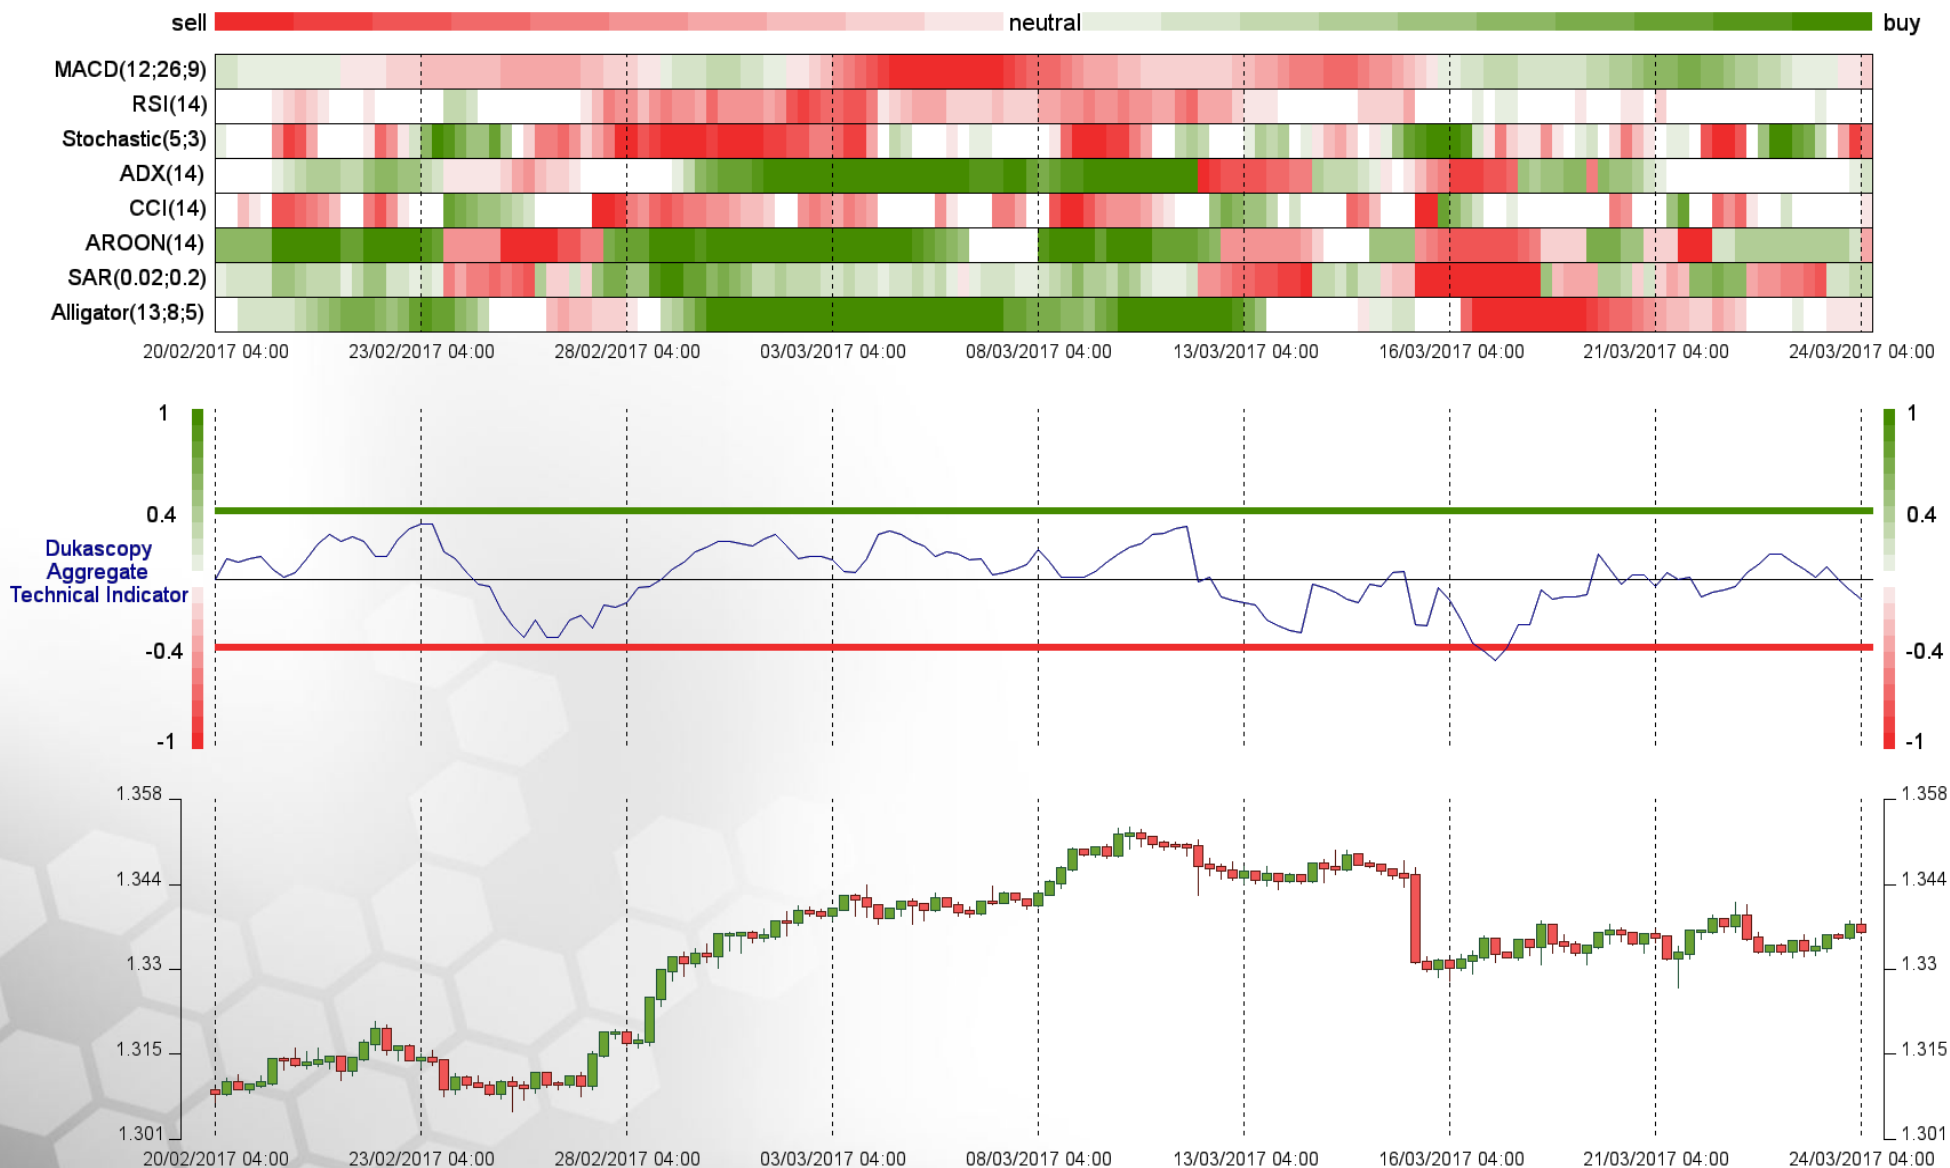 sell neutral buy
MACD(12;26;9)
RSI(14)
Stochastic(5;3)
ADX(14)
CCI(14)
AROON(14)
SAR(0.02;0.2)
Alligator(13;8;5)
20/02/2017 04:00 23/02/2017 04:00 28/02/2017 04:00 03/03/2017 04:00 08/03/2017 04:00 13/03/2017 04:00 16/03/2017 04:00 21/03/2017 04:00 24/03/2017 04:00
1 1
0.4 0.4
Dukascopy
Aggregate
Technical Indicator
-0.4 -0.4
-1 -1
1.358 1.358
1.344 1.344
1.33 1.33
1.315 1.315
1.301 1.301
20/02/2017 04:00 23/02/2017 04:00 28/02/2017 04:00 03/03/2017 04:00 08/03/2017 04:00 13/03/2017 04:00 16/03/2017 04:00 21/03/2017 04:00 24/03/2017 04:00